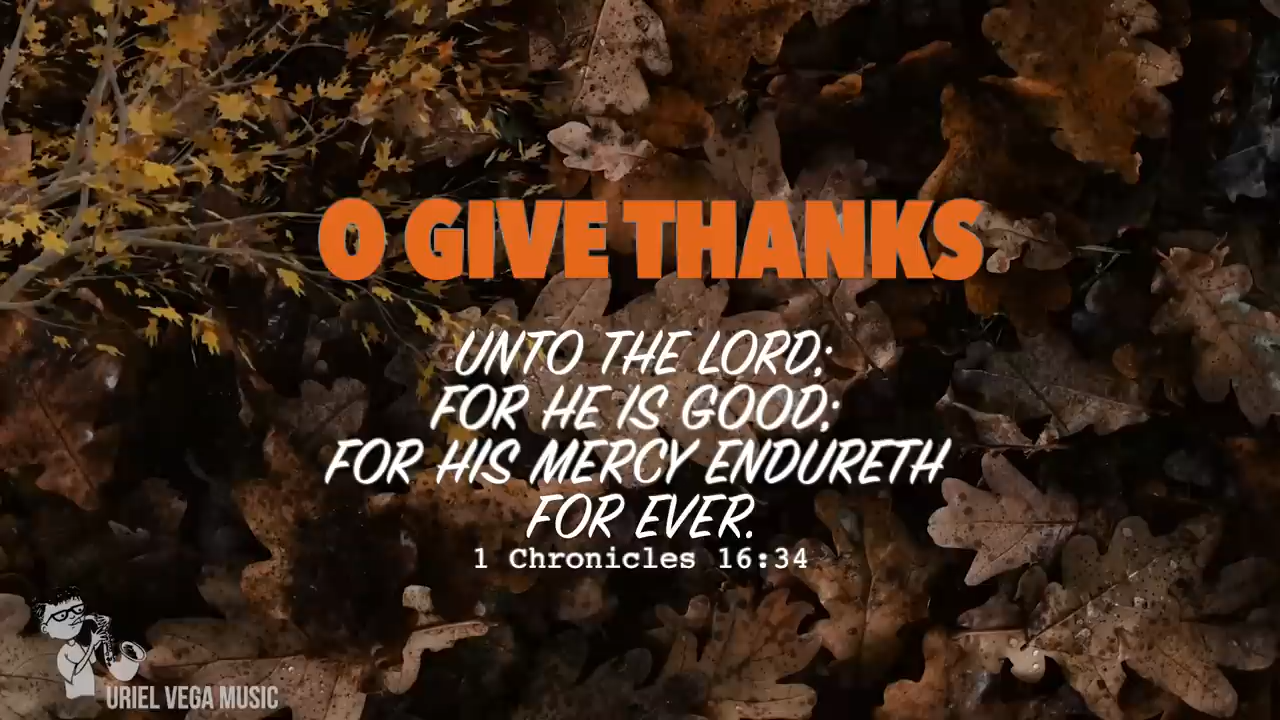 O GIVE THANKS
UNTO THE LORD;
FOR HE IS GOOD;
FOR HIS MERCY ENDURETH
FOR EVER.
1 Chronicles 16:34
URIEL VEGA MUSIC